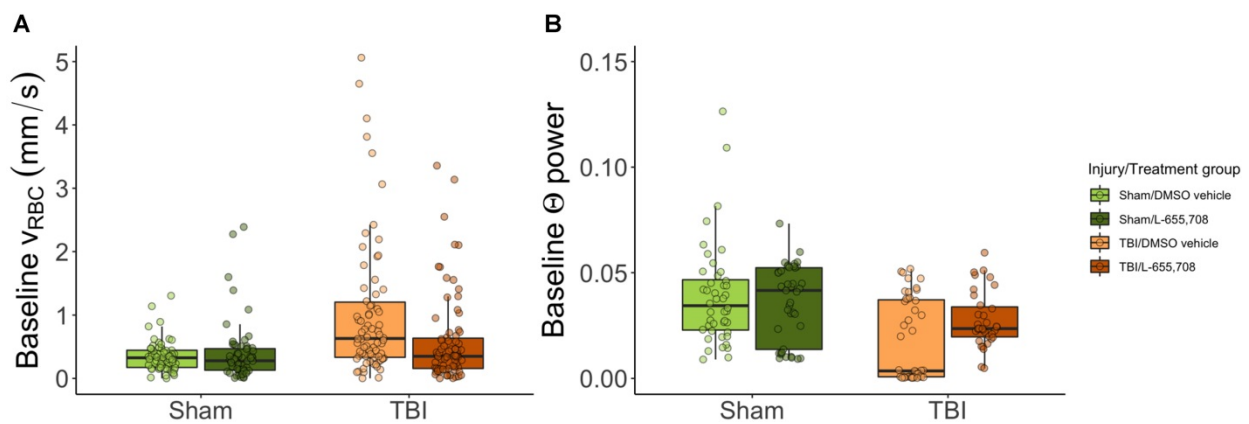 A
Baseline vRBC (mm/s)
5
4
3
2
1
0
Sham
TBI
B
Baseline Θ power
0.15
0.10
0.05
0.00
Sham
TBI
Injury/Treatment group
Sham/DMSO vehicle
Sham/L-655,708
TBI/DMSO vehicle
TBI/L-655,708